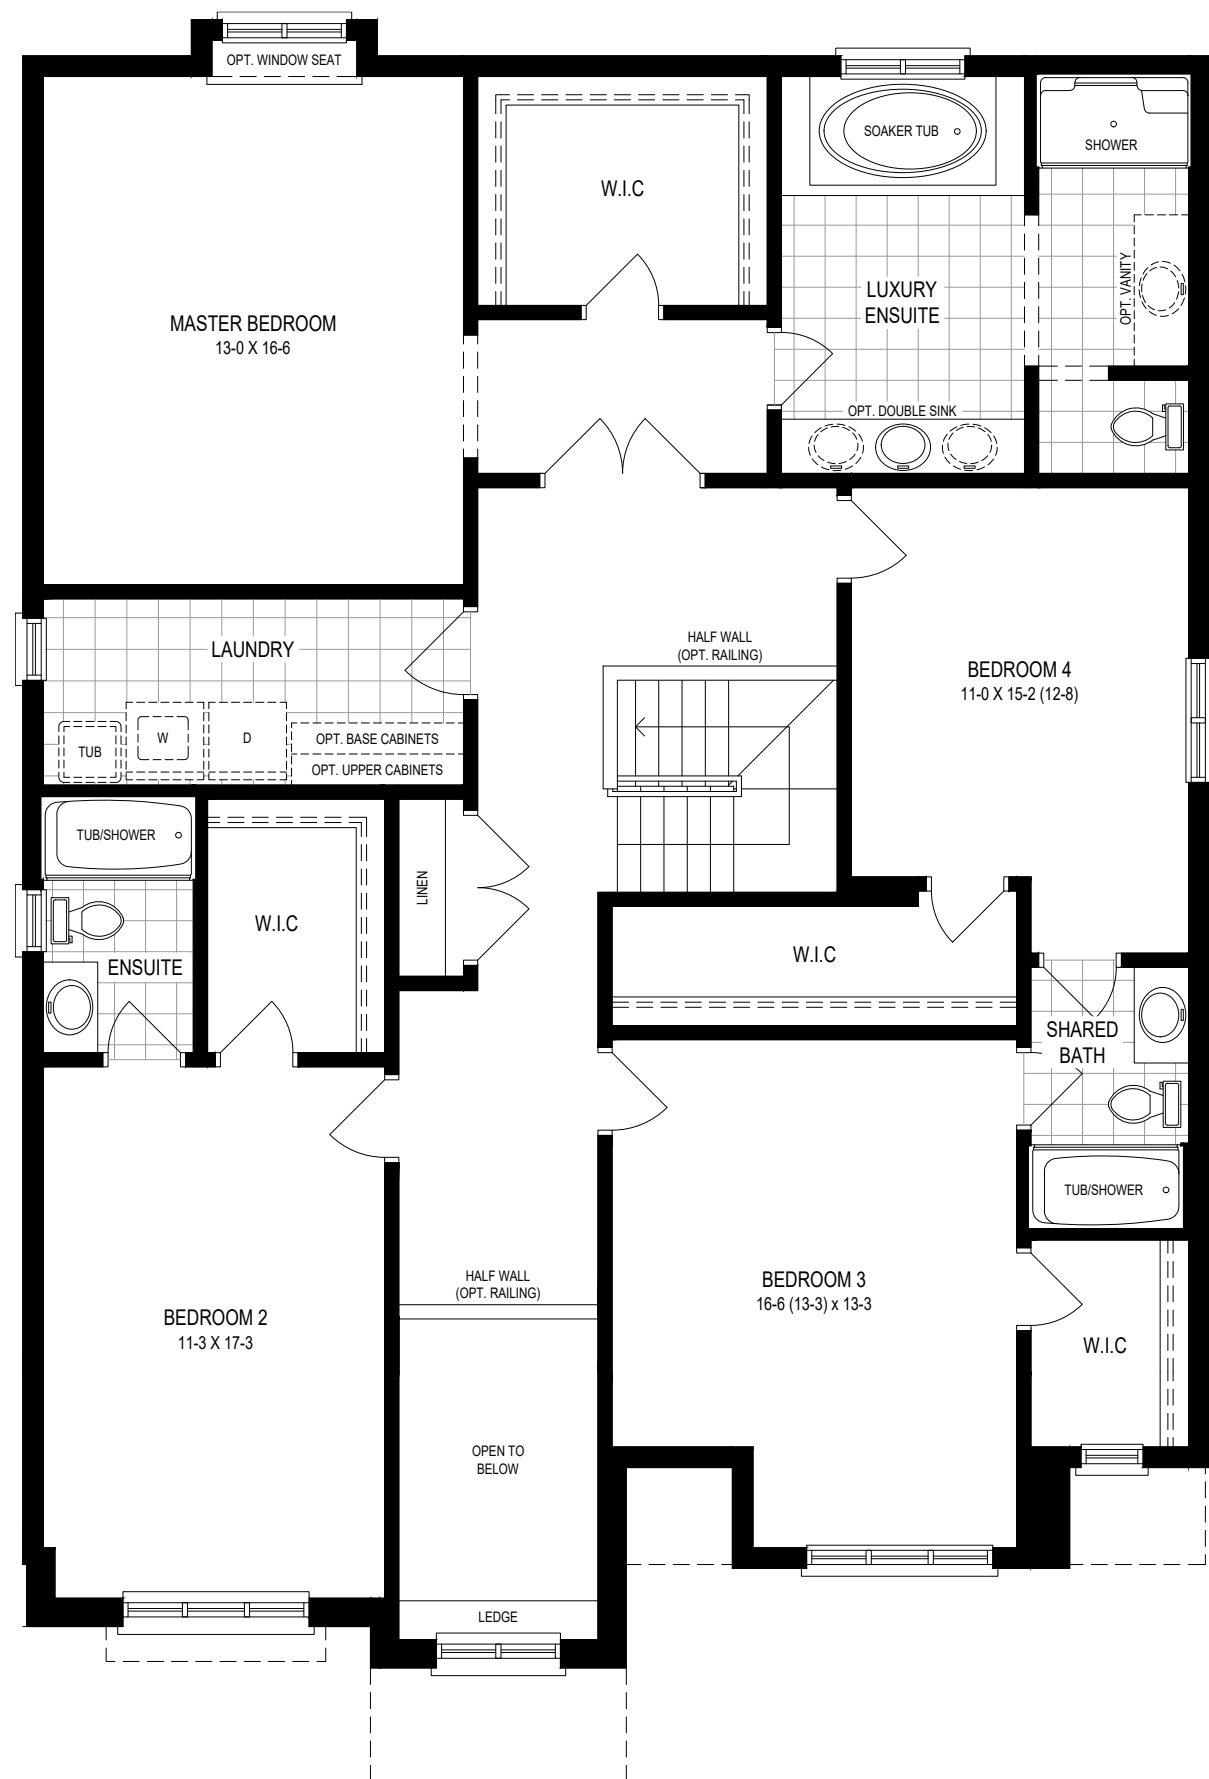 OPT. WINDOW SEAT
SOAKER TUB
SHOWER
W.I.C
OPT. VANITY
LUXURY
ENSUITE
MASTER BEDROOM
13-0 X 16-6
OPT. DOUBLE SINK
HALF WALL
(OPT. RAILING)
LAUNDRY
BEDROOM 4
11-0 X 15-2 (12-8)
TUB
W
D
OPT. BASE CABINETS
OPT. UPPER CABINETS
TUB/SHOWER
LINEN
W.I.C
W.I.C
ENSUITE
SHARED
BATH
TUB/SHOWER
HALF WALL
(OPT. RAILING)
BEDROOM 3
16-6 (13-3) x 13-3
BEDROOM 2
11-3 X 17-3
W.I.C
OPEN TO
BELOW
LEDGE